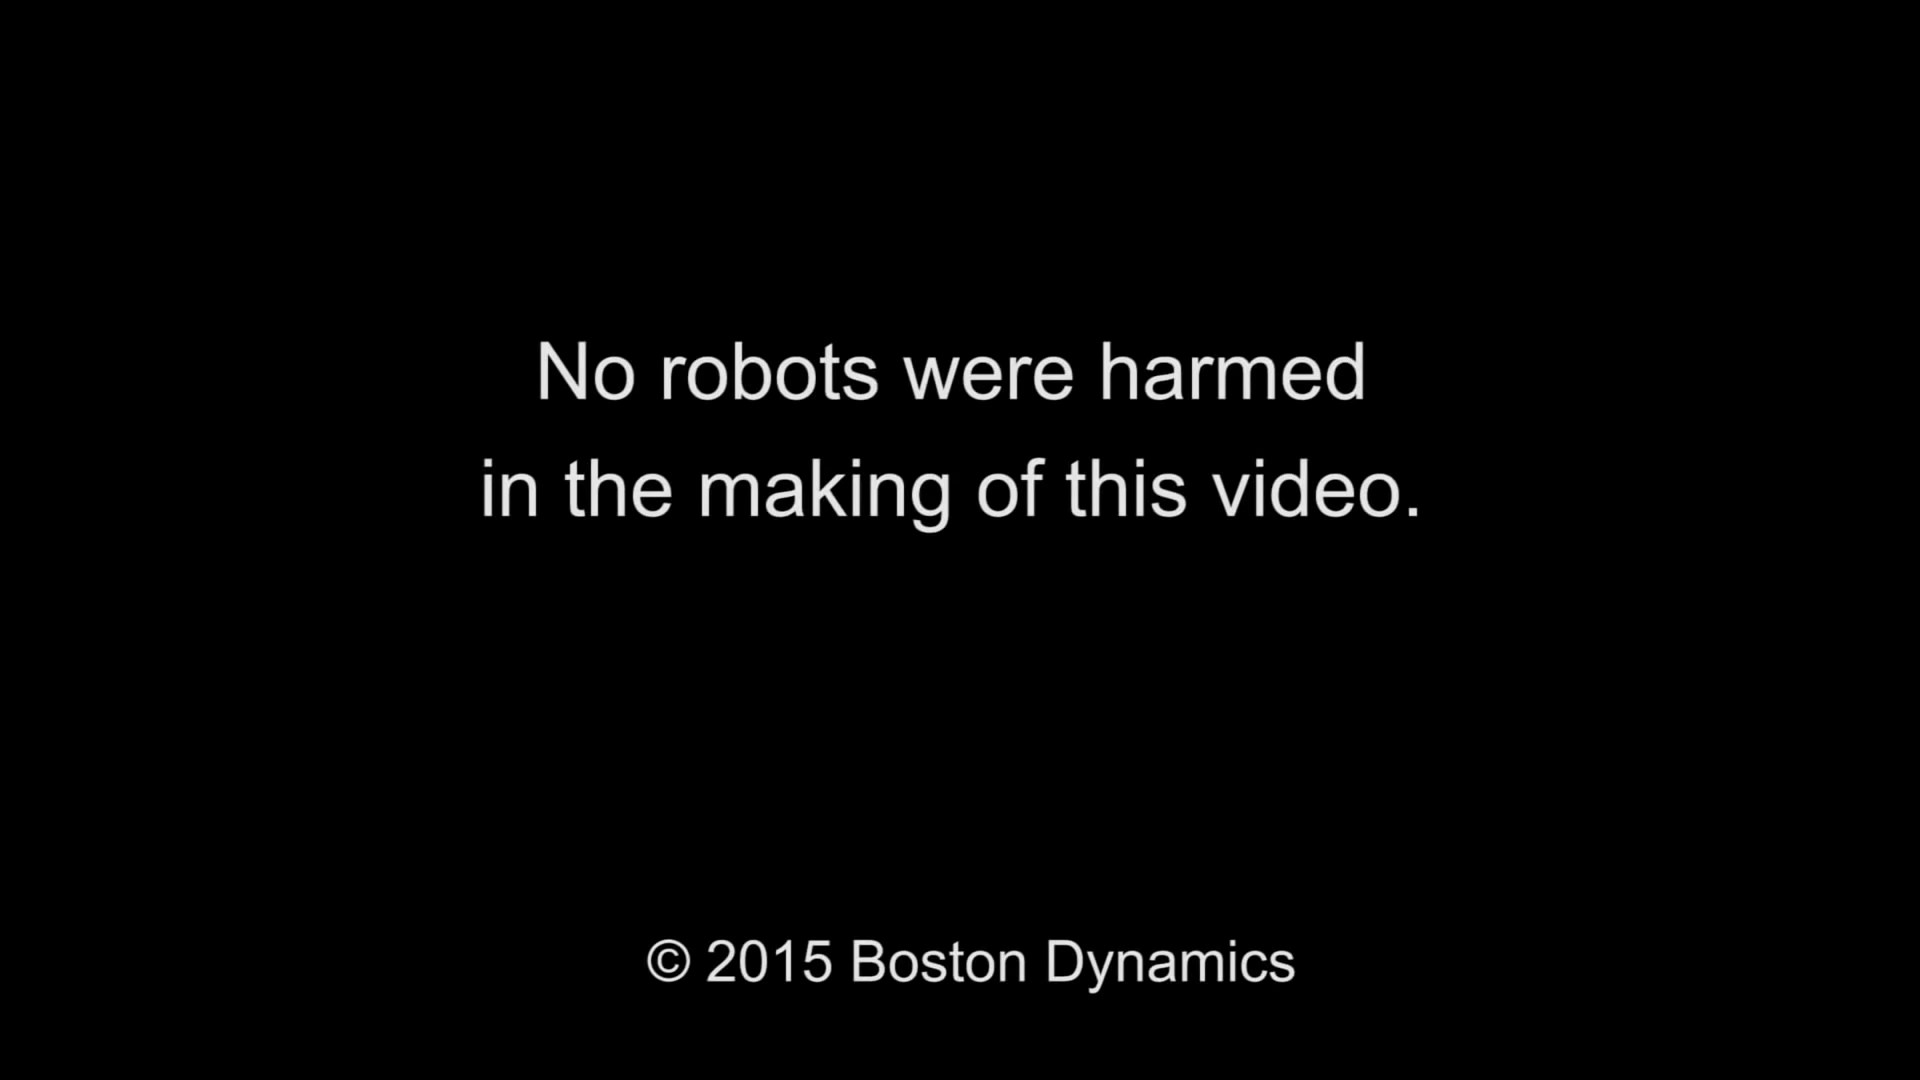 No robots were harmed
in the making of this video.
© 2015 Boston Dynamics